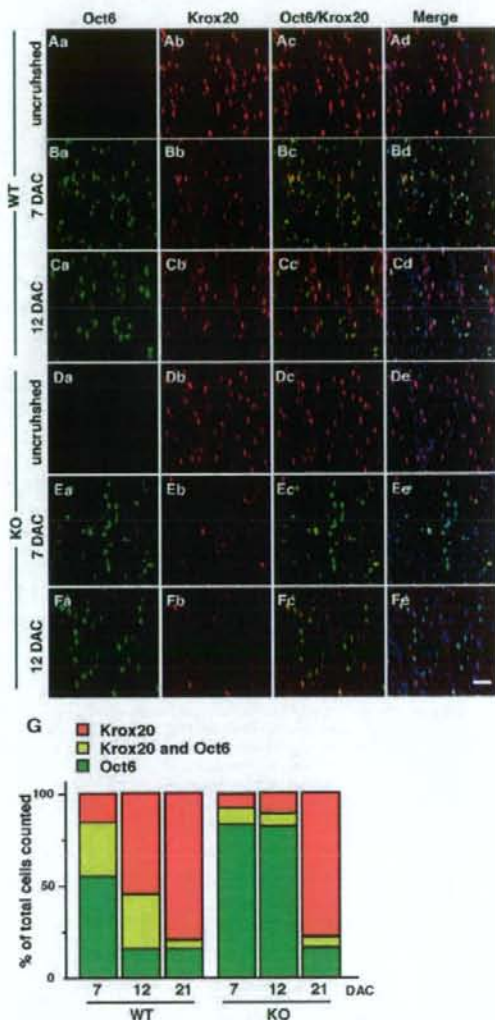 Oct6 Krox20 Oct6/Krox20 Merge
WT
uncruhshed
Aa Ab Ac Ad
7 DAC
Ba Bb Bc Bd
12 DAC
Ca Cb Cc Cd
KO
uncruhshed
Da Db Dc De
7 DAC
Ea Eb Ec Ee
12 DAC
Fa Fb Fc Fe
G
Krox20
Krox20 and Oct6
Oct6
% of total cells counted
100
50
0
7 12 21 7 12 21 DAC
WT KO